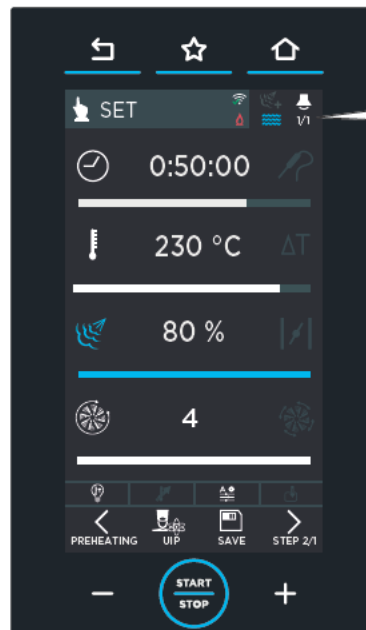 SET
1/1
0:50:00
230 °C
ΔT
80 %
4
PREHEATING UIP SAVE STEP 2/1
− START +
STOP